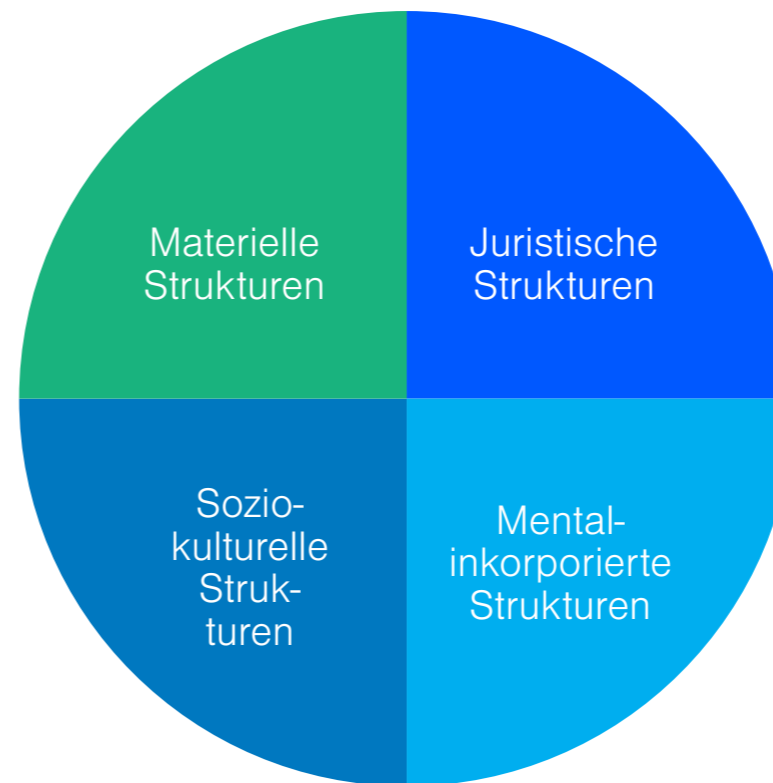 Materielle
Strukturen
Juristische
Strukturen
Sozio-
kulturelle
Struk-
turen
Mental-
inkorporierte
Strukturen